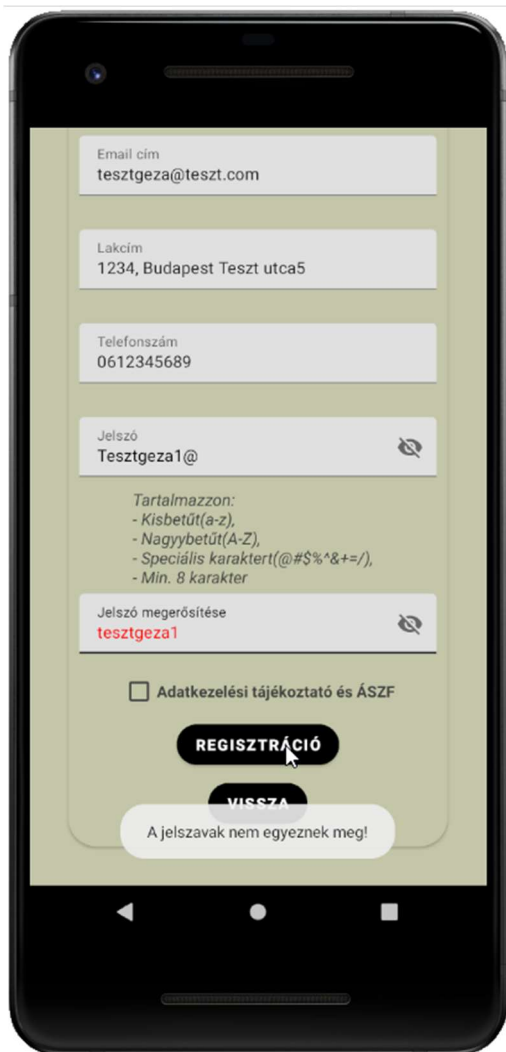 Email cím
tesztgeza@teszt.com
Lakcím
1234, Budapest Teszt utca5
Telefonszám
0612345689
Jelszó
Tesztgeza1@
Tartalmazzon:
- Kisbetűt(a-z),
- Nagyybetűt(A-Z),
- Speciális karaktert(@#$%^&+=/),
- Min. 8 karakter
Jelszó megerősítése
tesztgeza1
Adatkezelési tájékoztató és ÁSZF
REGISZTRÁCIÓ
VISSZA
A jelszavak nem egyeznek meg!